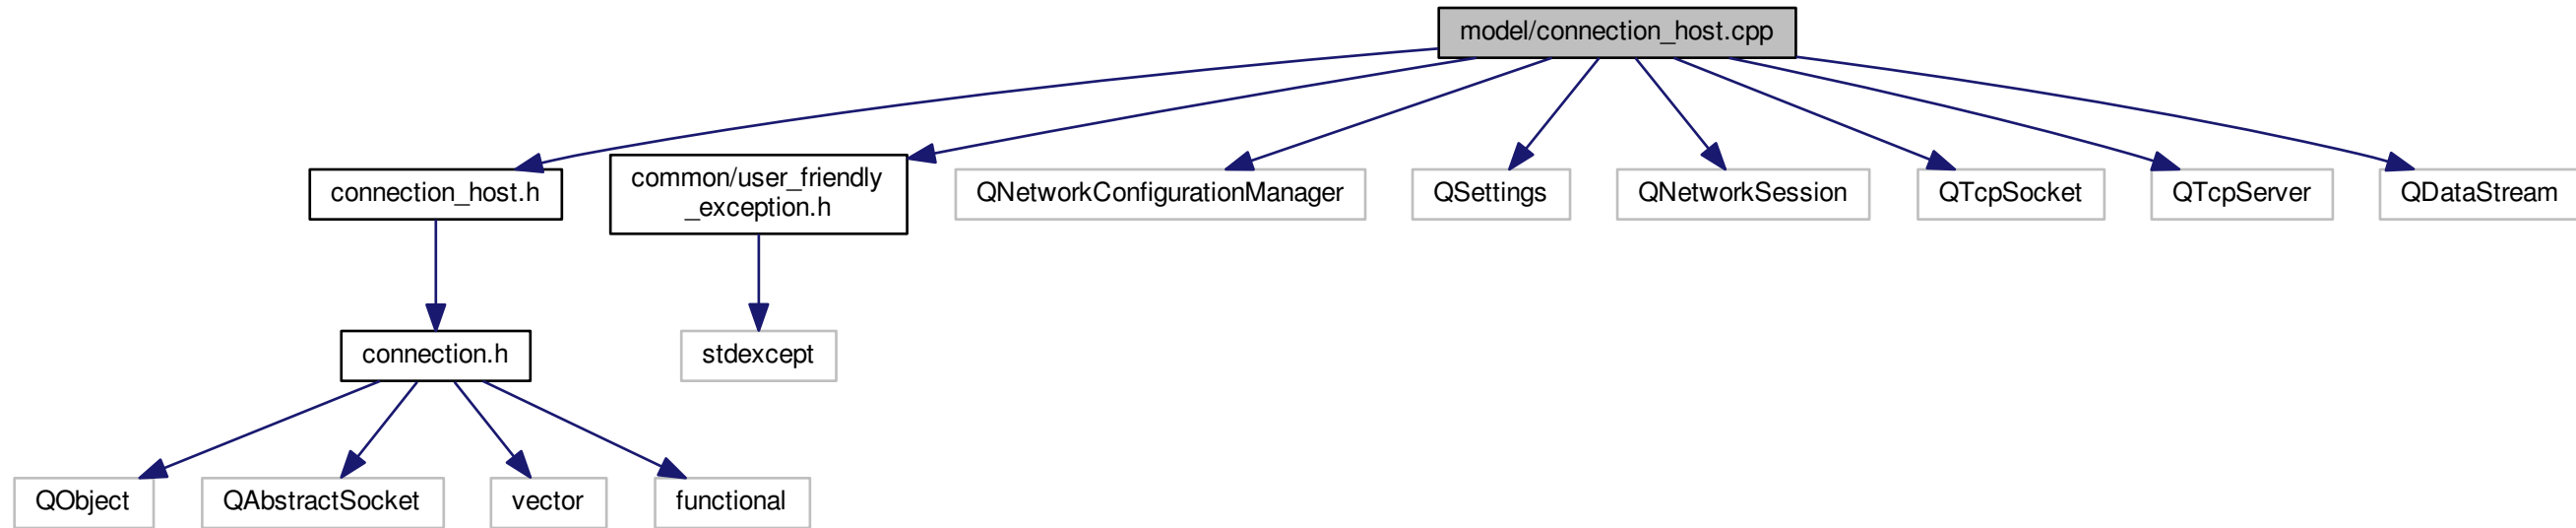 model/connection_host.cpp
connection_host.h
common/user_friendly
_exception.h
QNetworkConfigurationManager
QSettings
QNetworkSession
QTcpSocket
QTcpServer
QDataStream
connection.h
stdexcept
QObject
QAbstractSocket
vector
functional